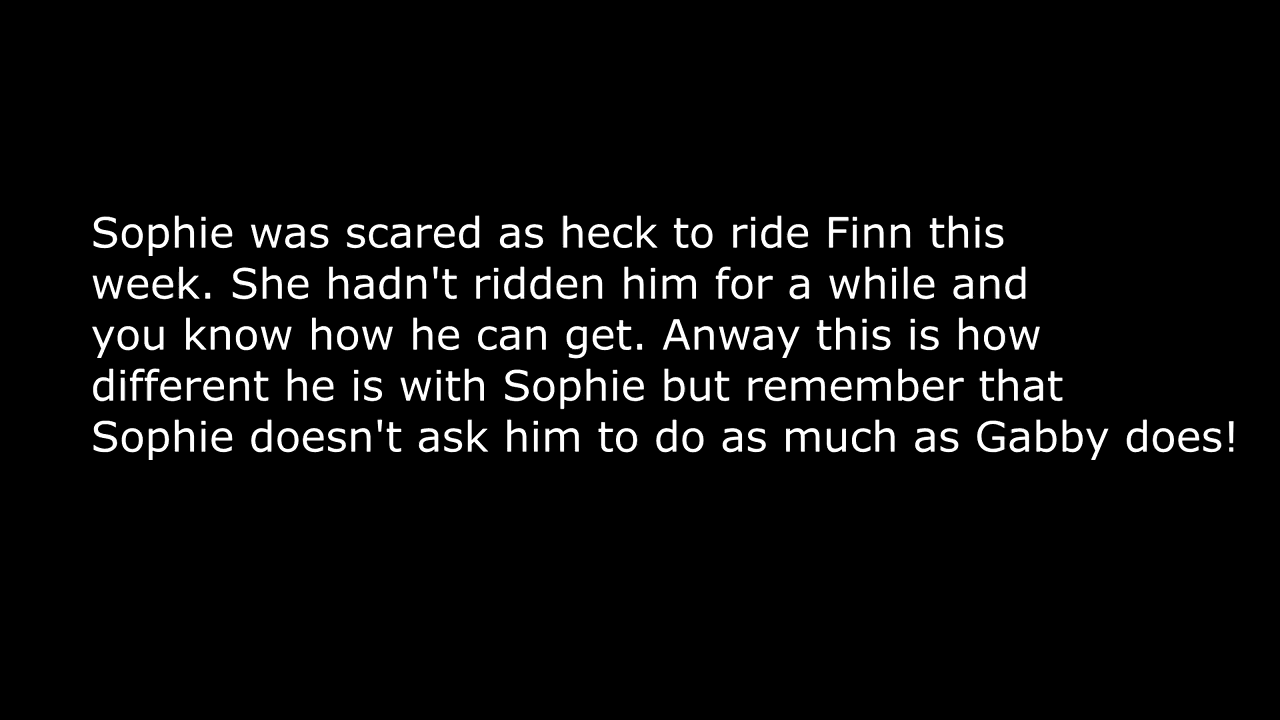 Sophie was scared as heck to ride Finn this
week. She hadn't ridden him for a while and
you know how he can get. Anway this is how
different he is with Sophie but remember that
Sophie doesn't ask him to do as much as Gabby does!